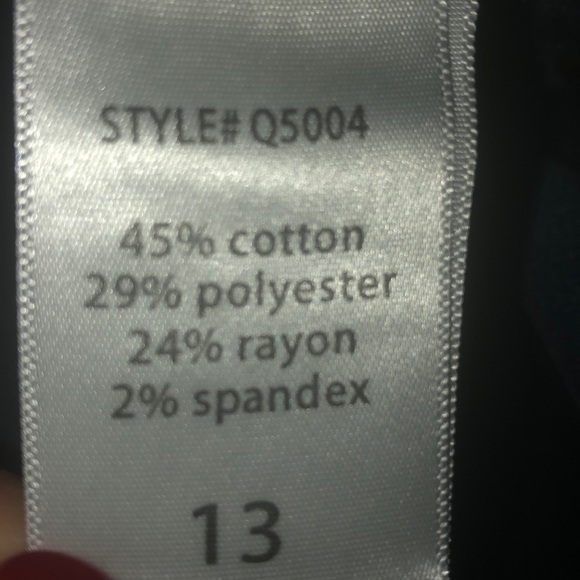 STYLE# Q5004
45% cotton
29% polyester
24% rayon
2% spandex
13